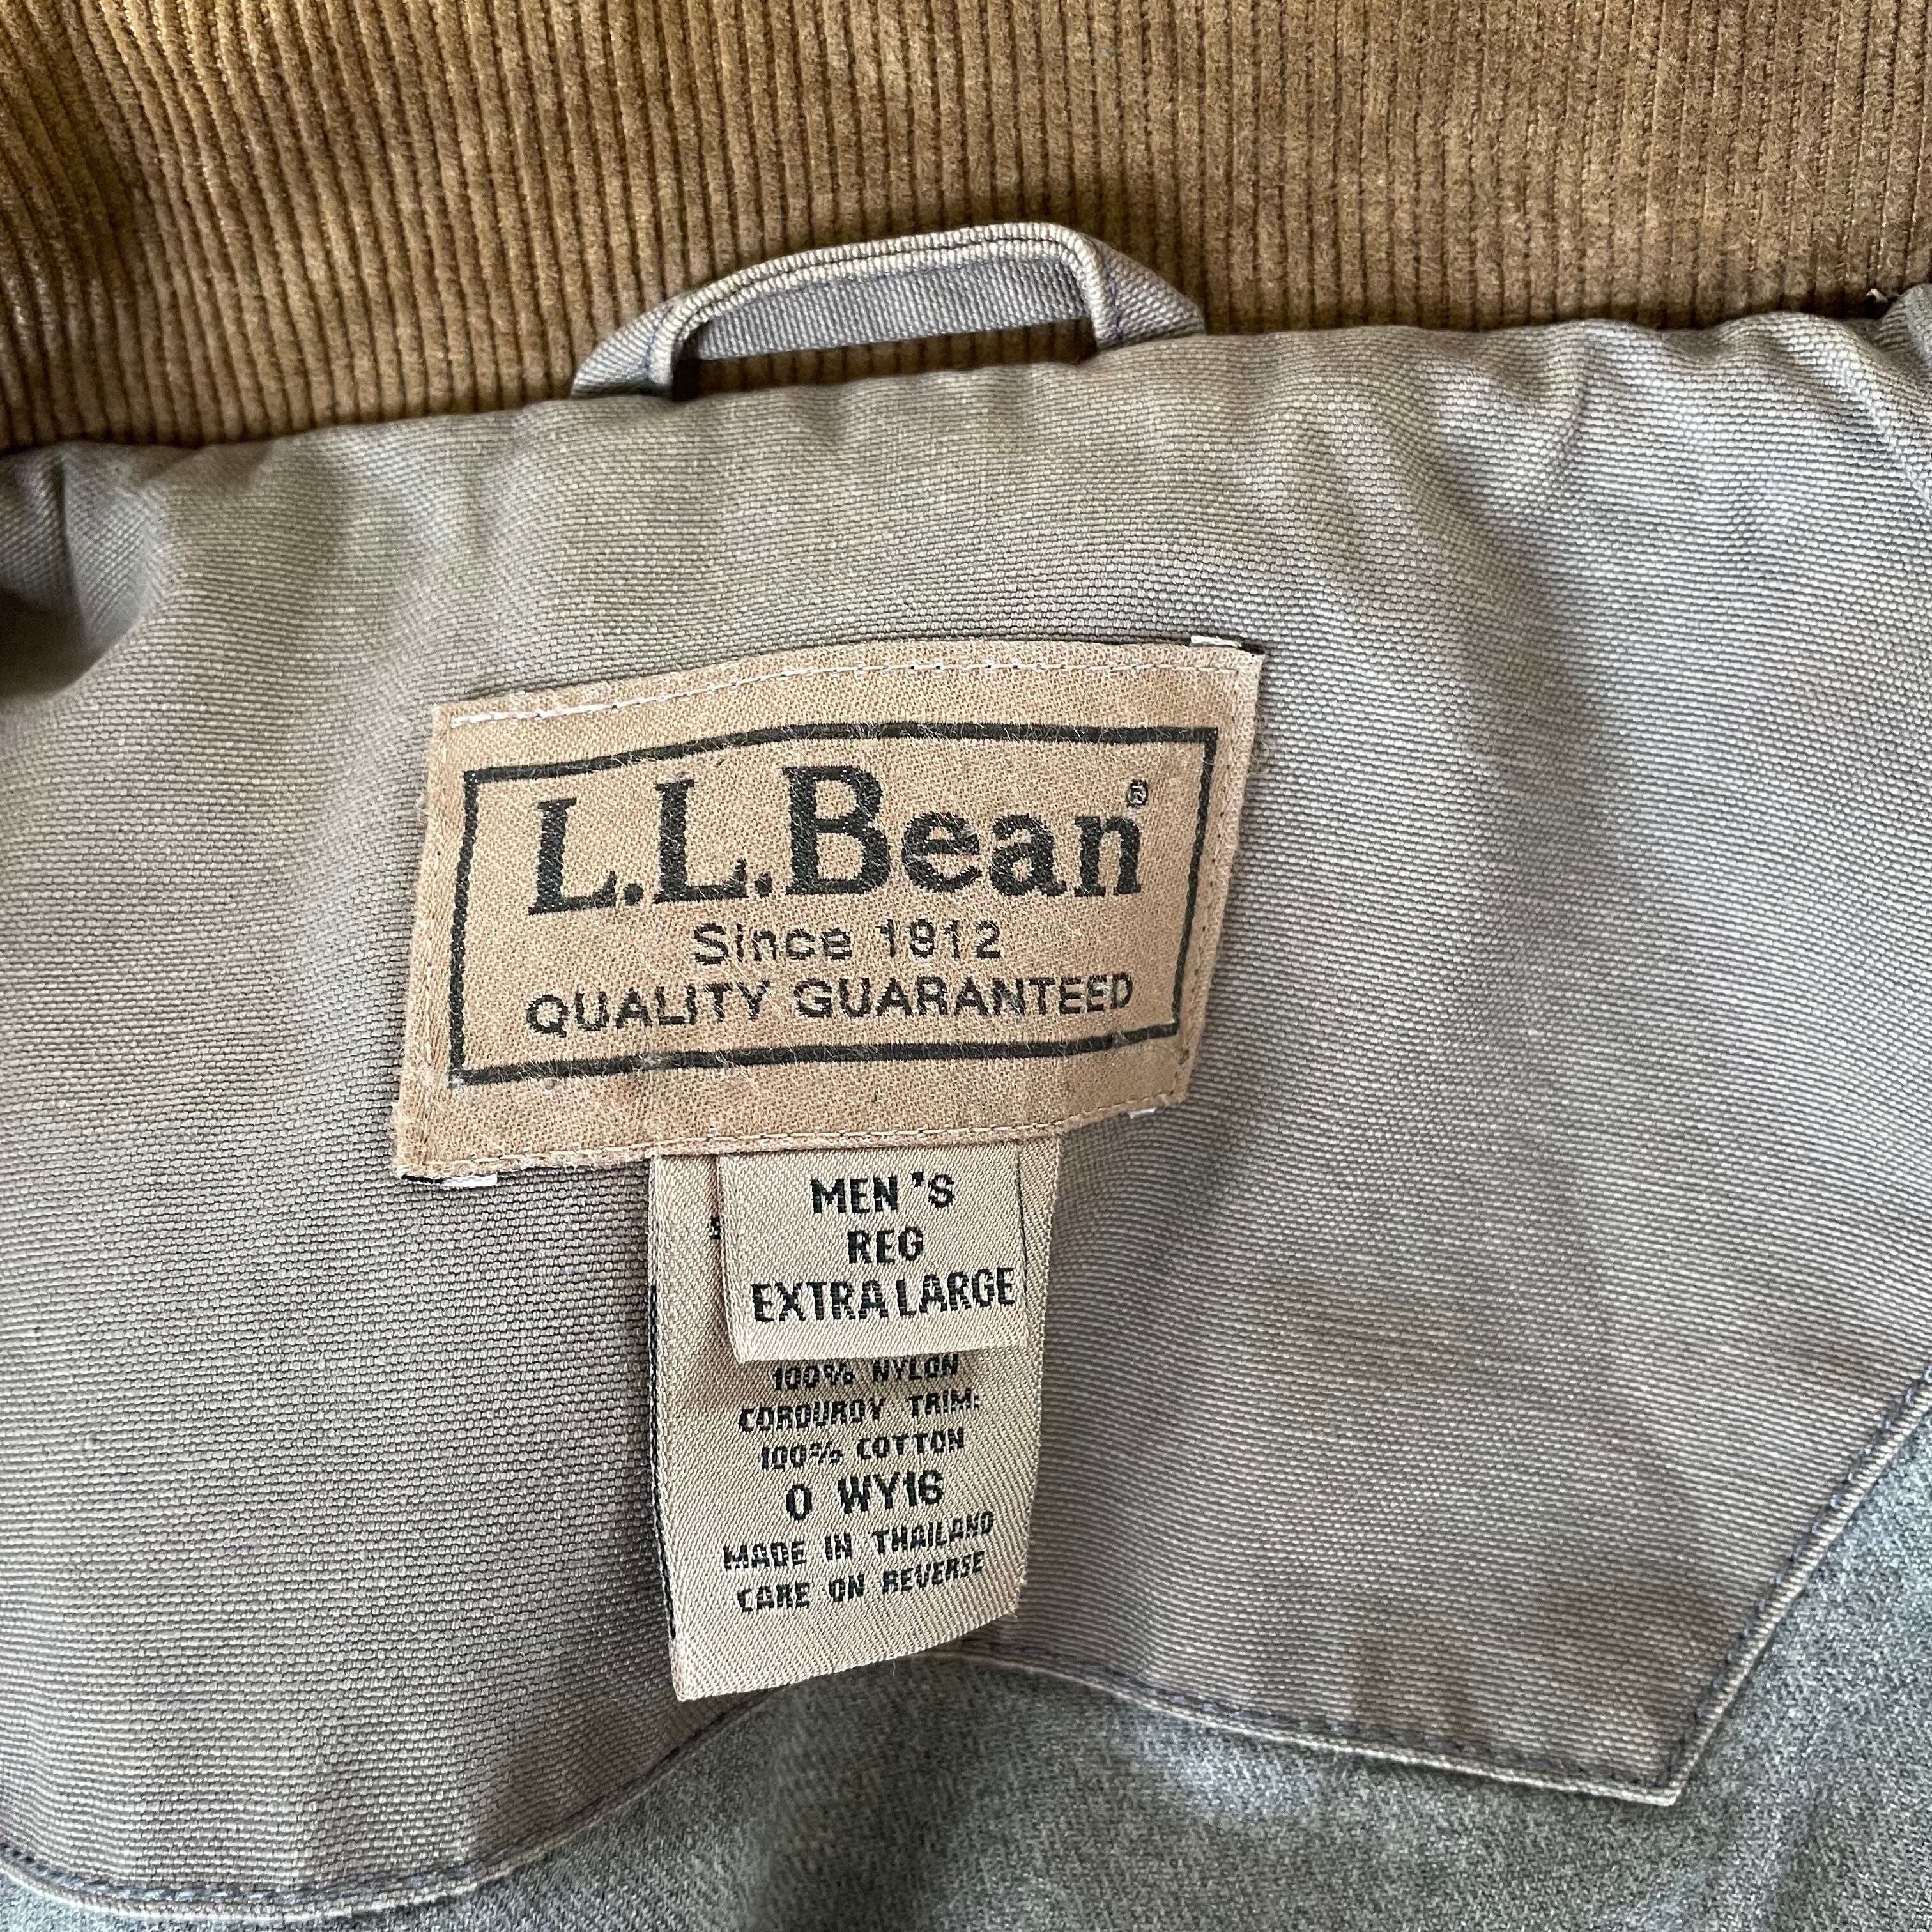 L.L.Bean®
Since 1912
QUALITY GUARANTEED
MEN'S
REG
EXTRA LARGE
100% NYLON
CORDUROY TRIM:
100% COTTON
0 WY16
MADE IN THAILAND
CARE ON REVERSE